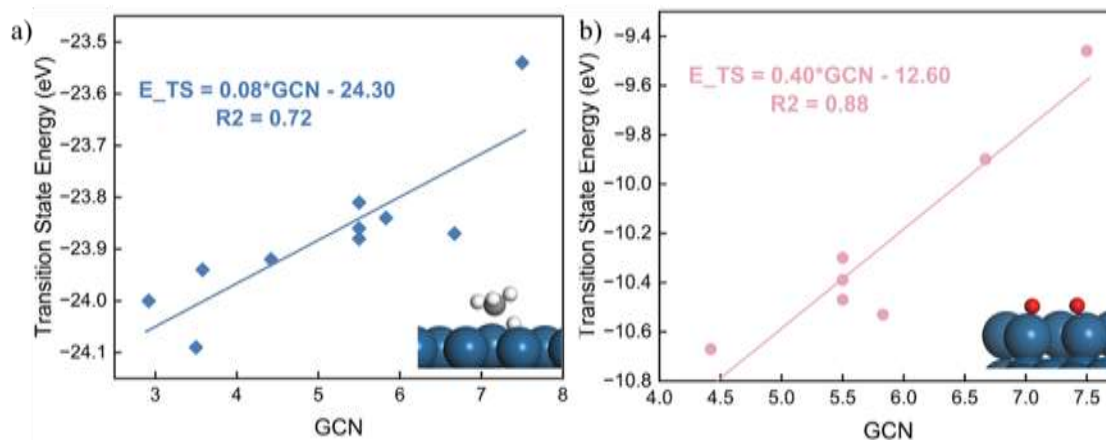 a)
Transition State Energy (eV)
−23.5
−23.6
−23.7
−23.8
−23.9
−24.0
−24.1
E_TS = 0.08*GCN - 24.30
R2 = 0.72
3 4 5 6 7 8
GCN
b)
Transition State Energy (eV)
−9.4
−9.6
−9.8
−10.0
−10.2
−10.4
−10.6
−10.8
E_TS = 0.40*GCN - 12.60
R2 = 0.88
4.0 4.5 5.0 5.5 6.0 6.5 7.0 7.5
GCN